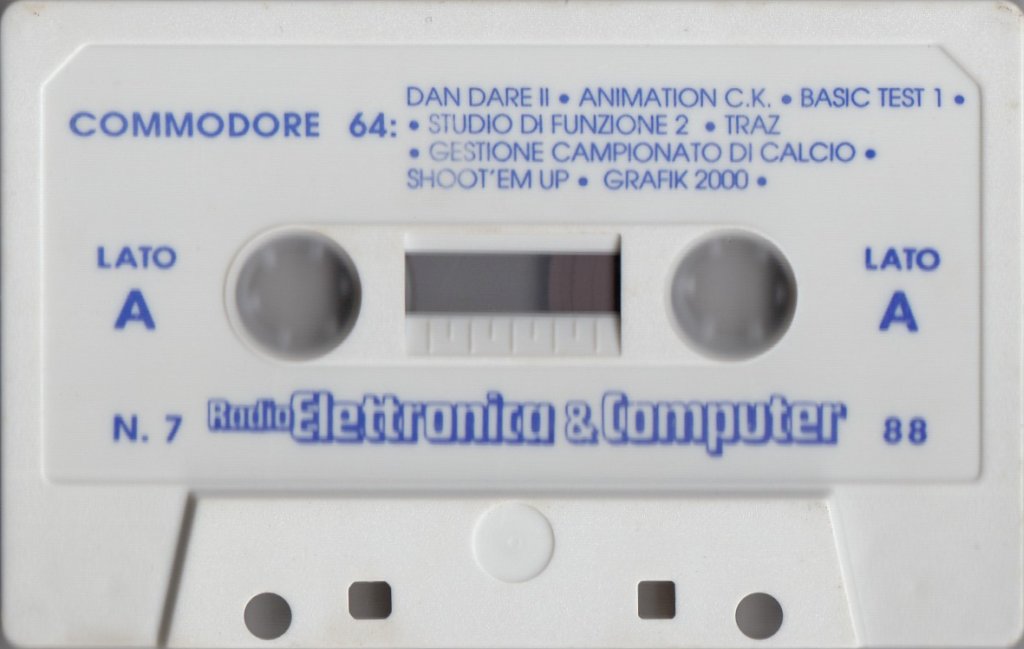 COMMODORE 64:
DAN DARE II • ANIMATION C.K. • BASIC TEST 1 •
• STUDIO DI FUNZIONE 2 • TRAZ
• GESTIONE CAMPIONATO DI CALCIO •
SHOOT'EM UP • GRAFIK 2000 •
LATO
A
LATO
A
N. 7
Radio Elettronica & Computer
88